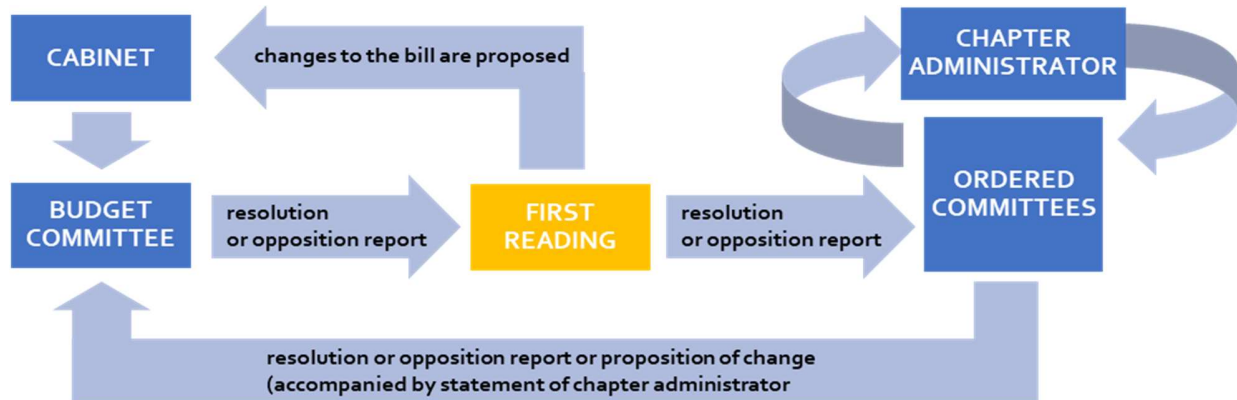 CABINET
changes to the bill are proposed
CHAPTER
ADMINISTRATOR
BUDGET
COMMITTEE
resolution
or opposition report
FIRST
READING
resolution
or opposition report
ORDERED
COMMITTEES
resolution or opposition report or proposition of change
(accompanied by statement of chapter administrator